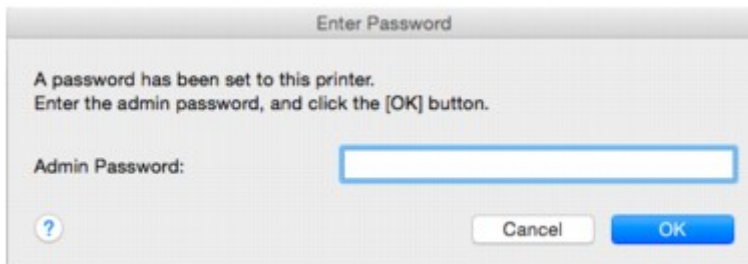 Enter Password
A password has been set to this printer.
Enter the admin password, and click the [OK] button.
Admin Password:
?
Cancel
OK